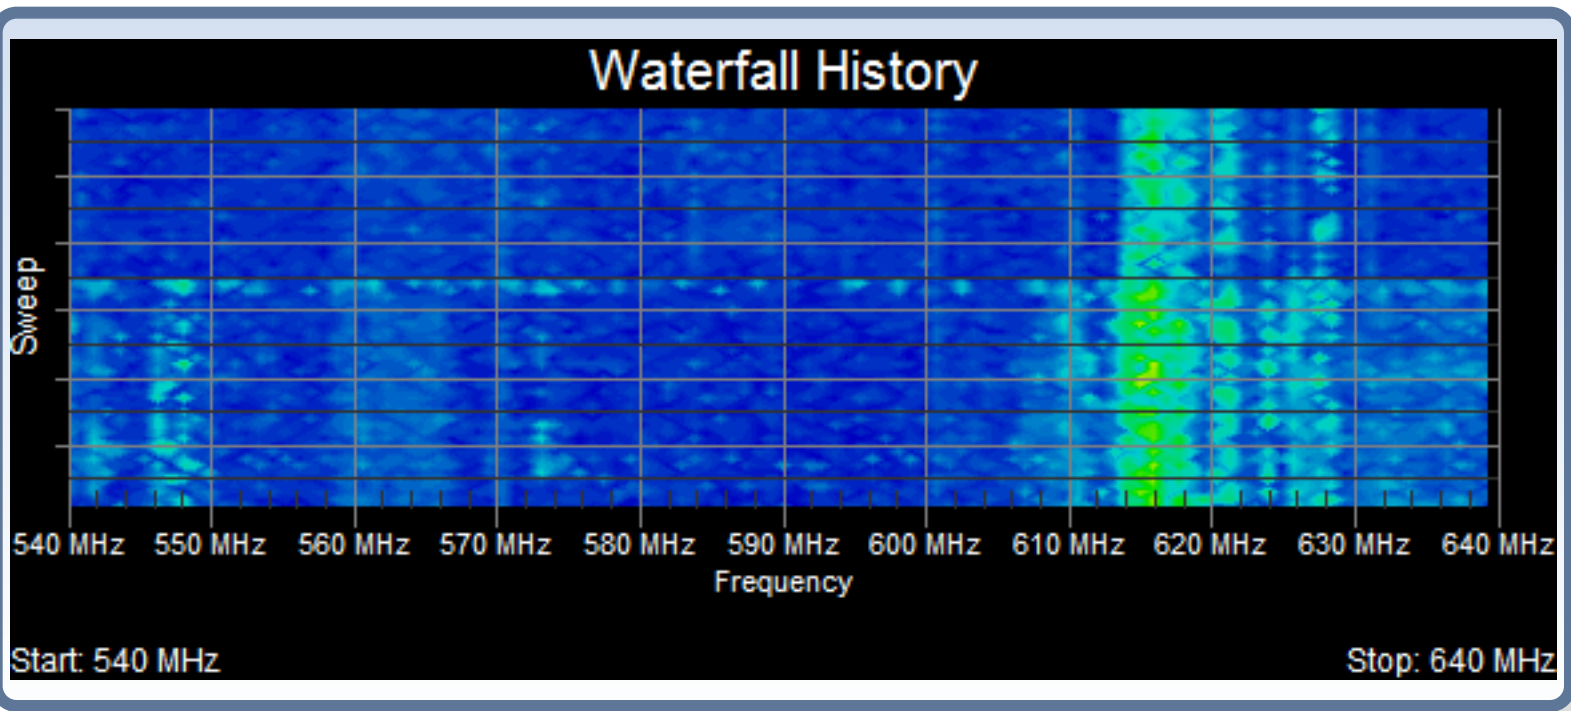 Waterfall History
Sweep
540 MHz 550 MHz 560 MHz 570 MHz 580 MHz 590 MHz 600 MHz 610 MHz 620 MHz 630 MHz 640 MHz
Frequency
Start: 540 MHz Stop: 640 MHz